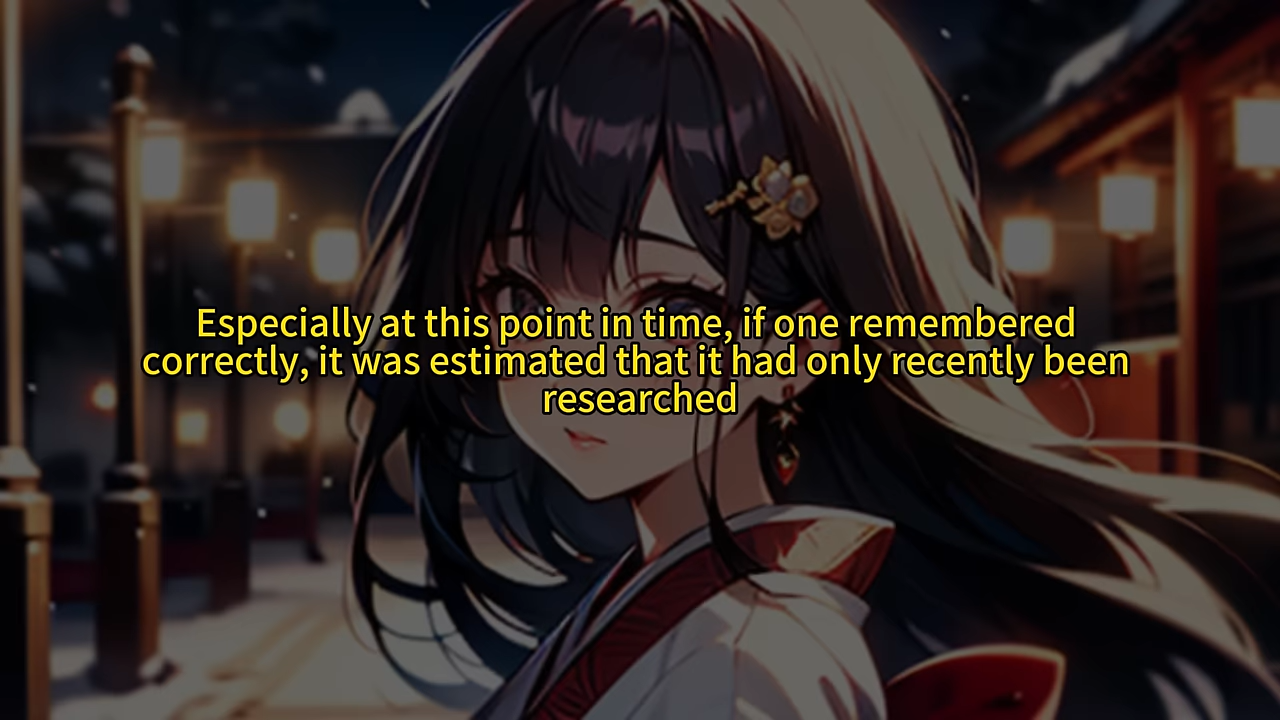 Especially at this point in time, if one remembered
correctly, it was estimated that it had only recently been
researched